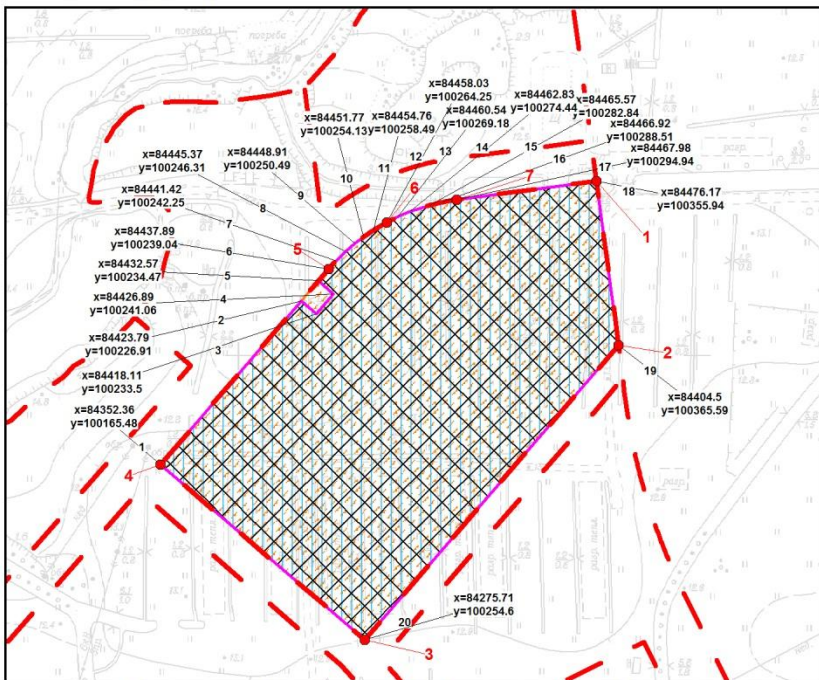 погреба
x=84458.03
y=100264.25
x=84462.83
y=100274.44
x=84465.57
y=100282.84
x=84460.54
y=100269.18
x=84451.77
y=100254.13
x=84454.76
y=100258.49
x=84466.92
y=100288.51
x=84467.98
y=100294.94
x=84448.91
y=100250.49
x=84445.37
y=100246.31
x=84441.42
y=100242.25
x=84437.89
y=100239.04
x=84432.57
y=100234.47
x=84426.89
y=100241.06
x=84423.79
y=100226.91
x=84418.11
y=100233.5
x=84352.36
y=100165.48
x=84476.17
y=100355.94
x=84404.5
y=100365.59
x=84275.71
y=100254.6
1
2
3
4
5
6
7
8
9
10
11
12
13
14
15
16
17
18
19
20
1
2
3
4
5
6
7